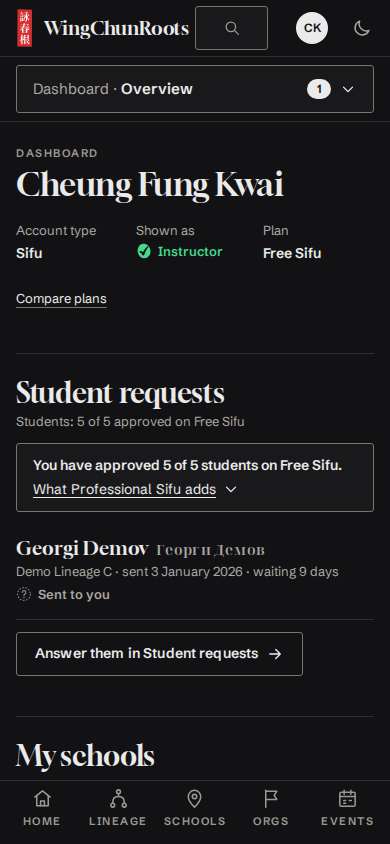 詠春根
WingChunRoots
CK
Dashboard · Overview
1
DASHBOARD
Cheung Fung Kwai
Account type
Shown as
Plan
Sifu
Instructor
Free Sifu
Compare plans
Student requests
Students: 5 of 5 approved on Free Sifu
You have approved 5 of 5 students on Free Sifu.
What Professional Sifu adds
Georgi Demov Георги Демов
Demo Lineage C · sent 3 January 2026 · waiting 9 days
Sent to you
Answer them in Student requests →
My schools
HOME
LINEAGE
SCHOOLS
ORGS
EVENTS